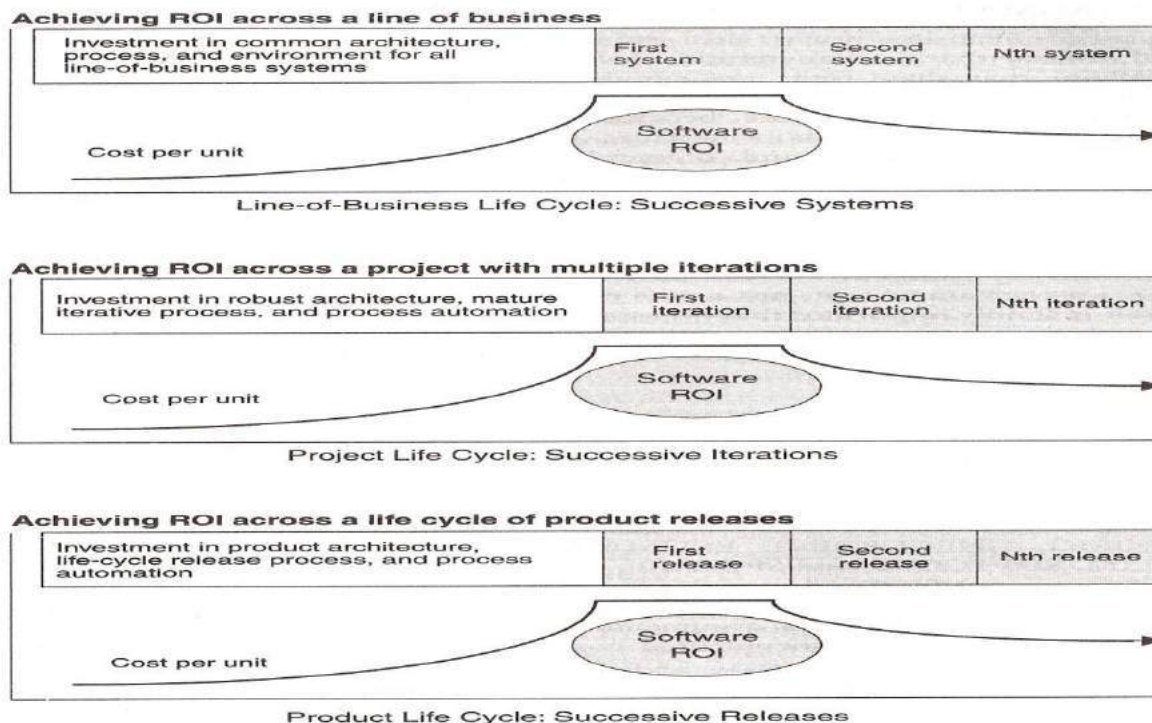 Achieving ROI across a line of business
Investment in common architecture,
process, and environment for all
line-of-business systems
First
system
Second
system
Nth system
Cost per unit
Software
ROI
Line-of-Business Life Cycle: Successive Systems
Achieving ROI across a project with multiple iterations
Investment in robust architecture, mature
iterative process, and process automation
First
iteration
Second
iteration
Nth iteration
Cost per unit
Software
ROI
Project Life Cycle: Successive Iterations
Achieving ROI across a life cycle of product releases
Investment in product architecture,
life-cycle release process, and process
automation
First
release
Second
release
Nth release
Cost per unit
Software
ROI
Product Life Cycle: Successive Releases